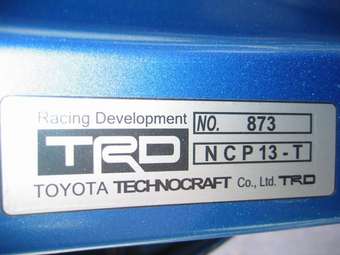 Racing Development
TRD
NO. 873
NCP13-T
TOYOTA TECHNOCRAFT Co., Ltd. TRD